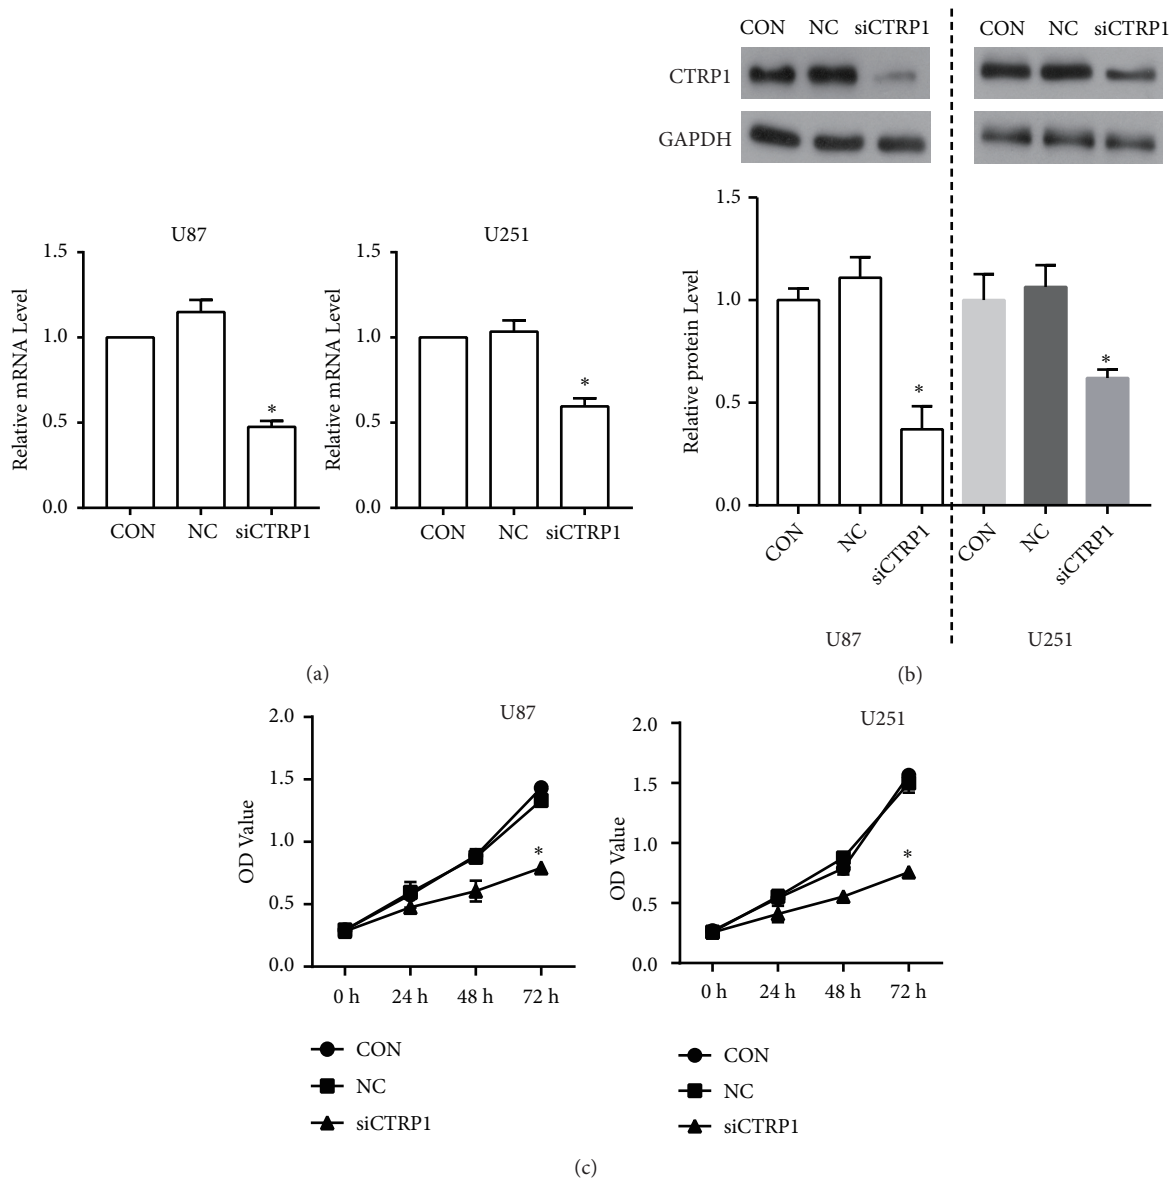 U87
Relative mRNA Level
1.5
1.0
0.5
0.0
CON NC siCTRP1
U251
Relative mRNA Level
1.5
1.0
0.5
0.0
*
*
CON NC siCTRP1
(a)
CON NC siCTRP1
CON NC siCTRP1
CTRP1
GAPDH
Relative protein Level
1.5
1.0
0.5
0.0
*
*
CON NC siCTRP1 CON NC siCTRP1
U87 U251
(b)
U87
OD Value
2.0
1.5
1.0
0.5
0.0
*
0 h 24 h 48 h 72 h
CON
NC
siCTRP1
U251
OD Value
2.0
1.5
1.0
0.5
0.0
*
0 h 24 h 48 h 72 h
CON
NC
siCTRP1
(c)